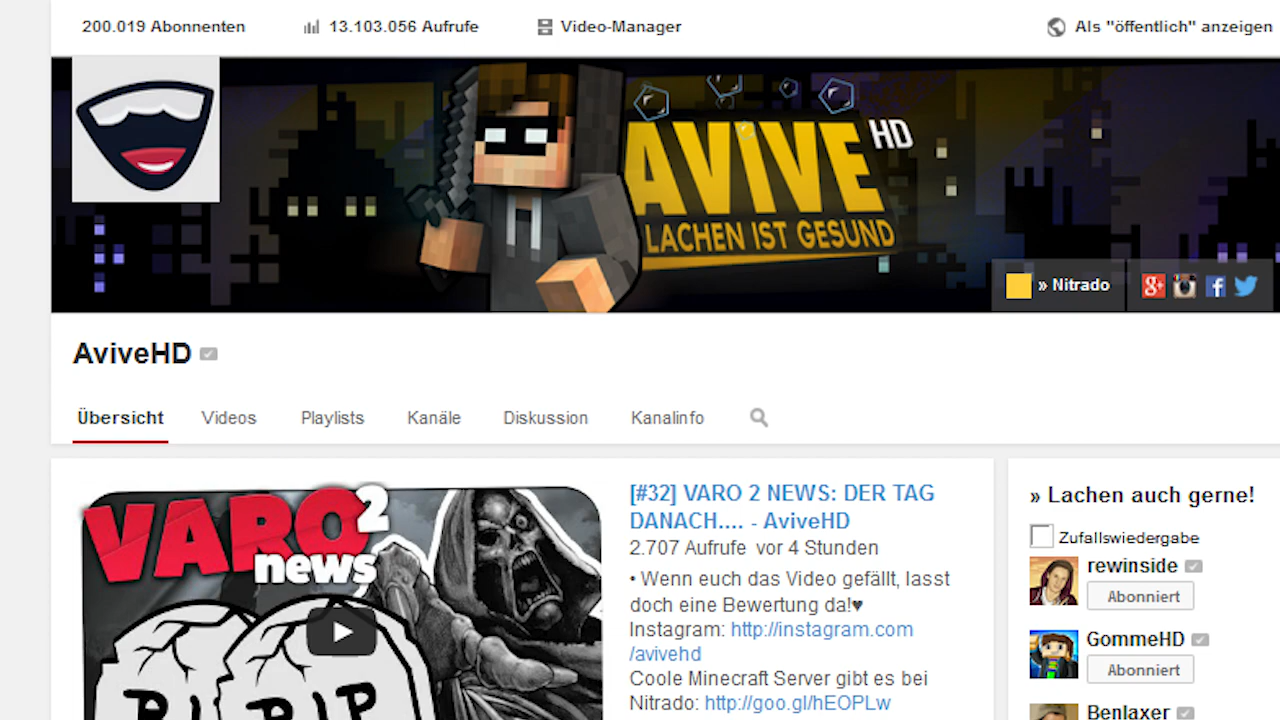 200.019 Abonnenten
13.103.056 Aufrufe
Video-Manager
Als "öffentlich" anzeigen
AVIVE HD
LACHEN IST GESUND
» Nitrado
AviveHD
Übersicht
Videos
Playlists
Kanäle
Diskussion
Kanalinfo
VARO 2
news
R.I.P
[#32] VARO 2 NEWS: DER TAG
DANACH.... - AviveHD
2.707 Aufrufe vor 4 Stunden
• Wenn euch das Video gefällt, lasst
doch eine Bewertung da!♥
Instagram: http://instagram.com
/avivehd
Coole Minecraft Server gibt es bei
Nitrado: http://goo.gl/hEOPLw
» Lachen auch gerne!
Zufallswiedergabe
rewinside
Abonniert
GommeHD
Abonniert
Benlaxer